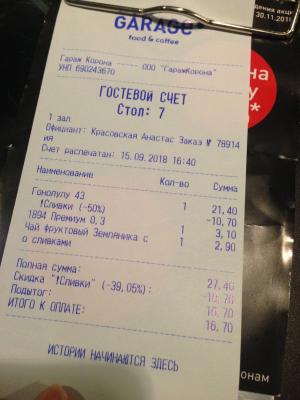 GARAGE
food & coffee
Гараж Корона ООО "ГаражКорона"
УНП 690243670
ГОСТЕВОЙ СЧЕТ
Стол: 7
1 зал
Официант: Красовская Анастас Заказ № 78914
ия
Счет распечатан: 15.09.2018 16:40
Наименование Кол-во Сумма
Гонолулу 43 1 21,40
!Сливки (-50%) -10,70
1894 Премиум 0,3 1 3,10
Чай фруктовый Земляника с 1 2,90
о сливками
Полная сумма: 27,40
Скидка "!Сливки" (-39,05%): -10,70
Подытог: 16,70
ИТОГО К ОПЛАТЕ: 16,70
ИСТОРИИ НАЧИНАЮТСЯ ЗДЕСЬ
30.11.201
на